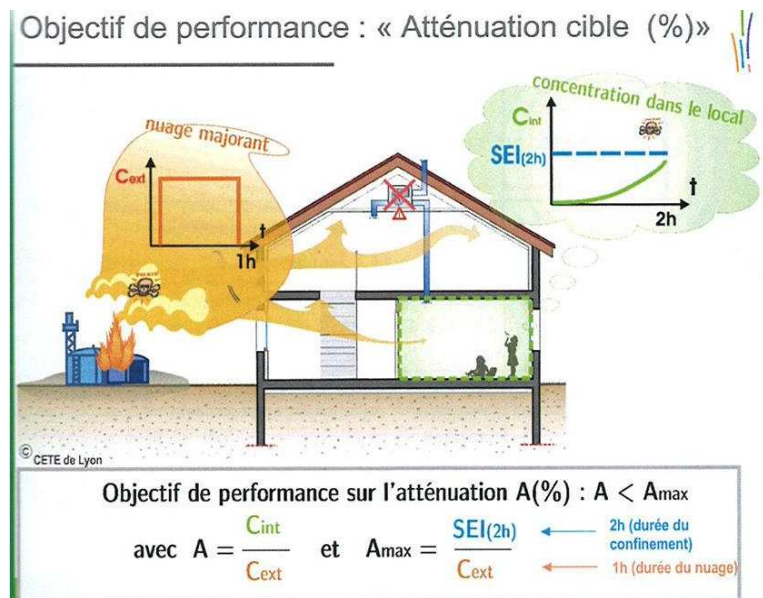 Objectif de performance : « Atténuation cible (%)»
nuage majorant
Cext
t
1h
concentration dans le local
Cint
SEI(2h)
t
2h
© CETE de Lyon
Objectif de performance sur l'atténuation A(%) : A < Amax
avec A = Cint / Cext et Amax = SEI(2h) / Cext
2h (durée du
confinement)
1h (durée du nuage)